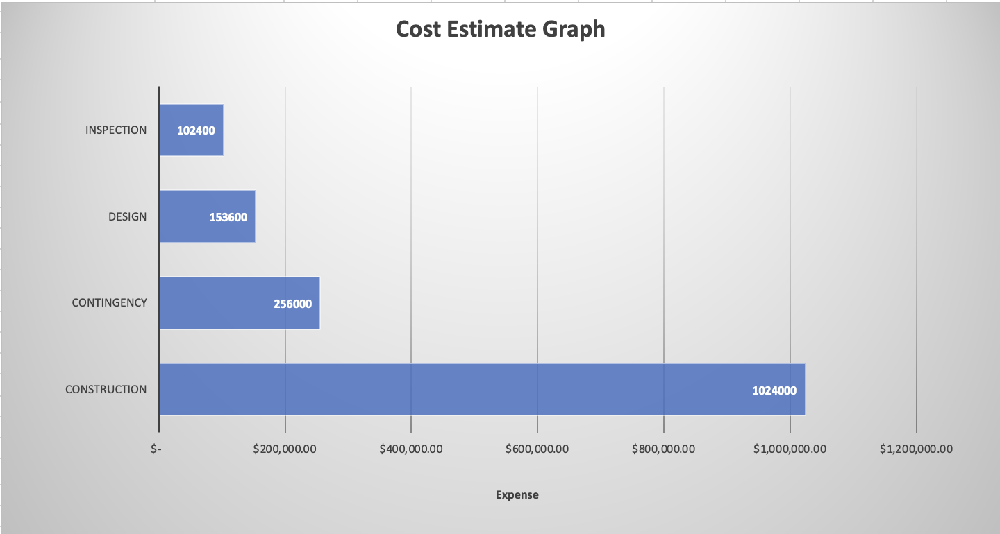 Cost Estimate Graph
INSPECTION
102400
DESIGN
153600
CONTINGENCY
256000
CONSTRUCTION
1024000
$- $200,000.00 $400,000.00 $600,000.00 $800,000.00 $1,000,000.00 $1,200,000.00
Expense